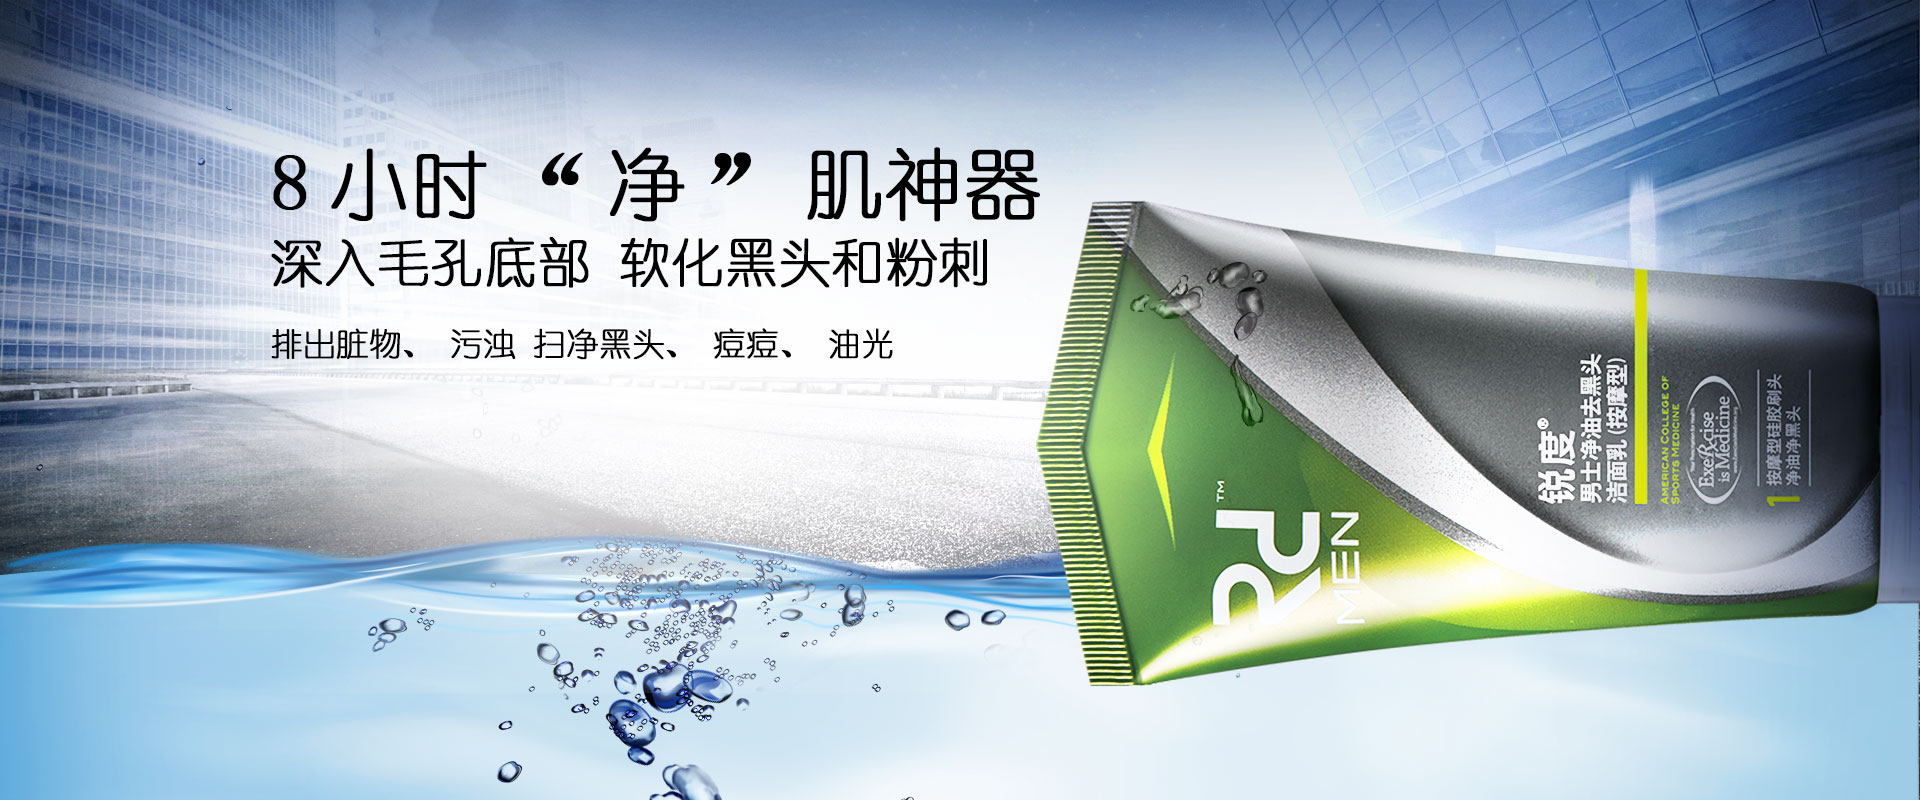 8 小时 “ 净 ” 肌神器
深入毛孔底部 软化黑头和粉刺
排出脏物、 污浊 扫净黑头、 痘痘、 油光
Rd™
MEN
锐度®
男士净油去黑头
洁面乳 (按摩型)
AMERICAN COLLEGE OF
SPORTS MEDICINE
ExeRcise
is Medicine
1
按摩型硅胶刷头
净油净黑头